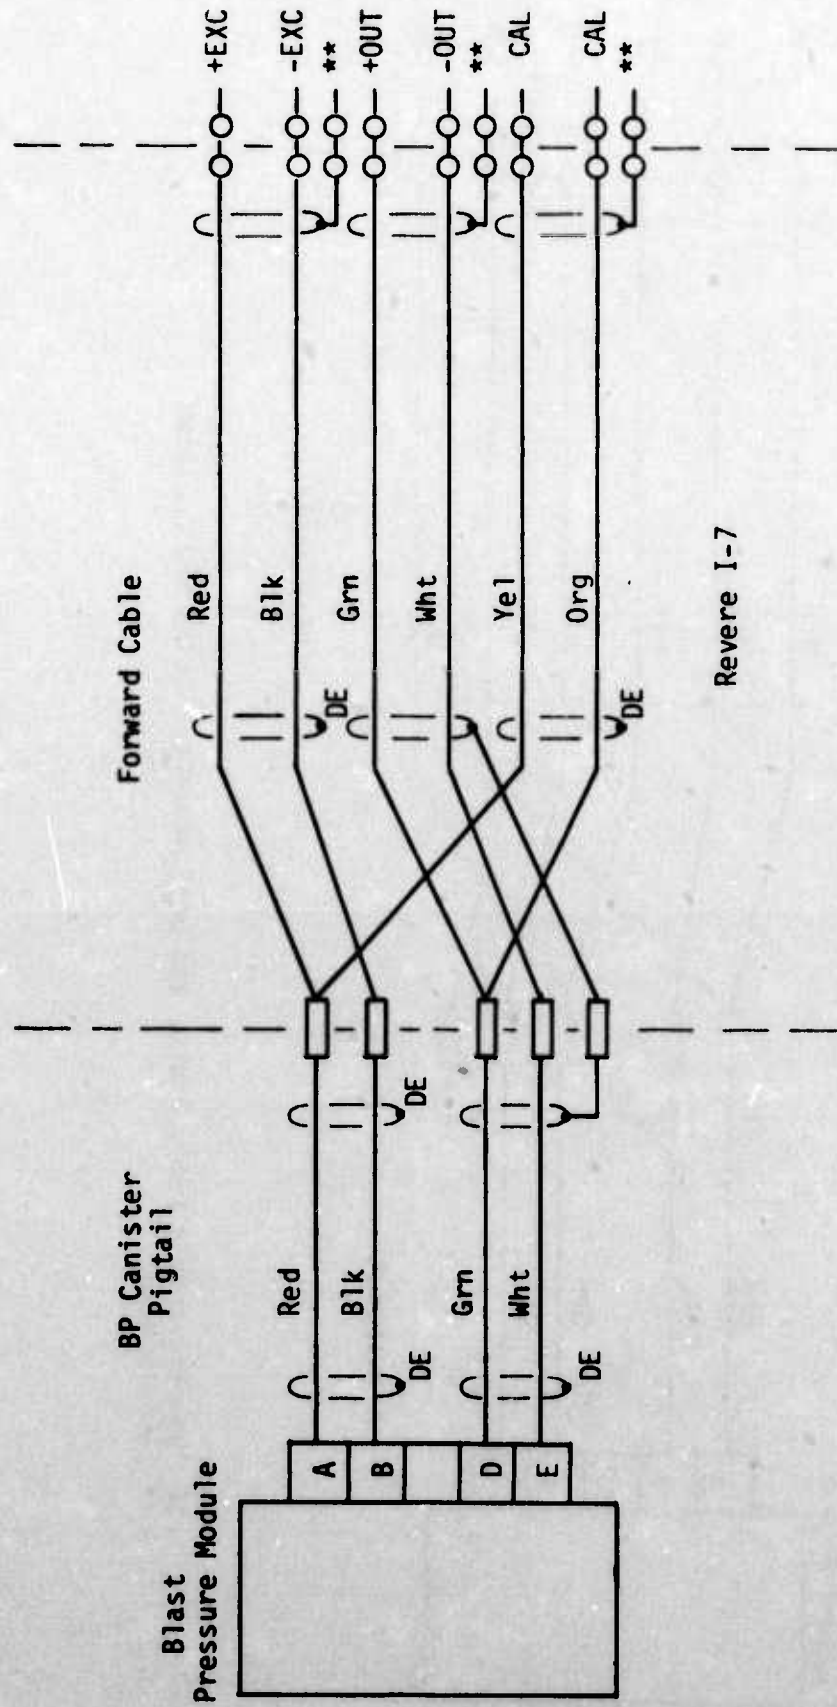 Blast
Pressure Module
A
B
D
E
BP Canister
Pigtail
Red
Blk
Grn
Wht
DE
DE
DE
Forward Cable
Red
Blk
Grn
Wht
Yel
Org
DE
DE
Revere I-7
+EXC
-EXC
**
+OUT
-OUT
**
CAL
CAL
**